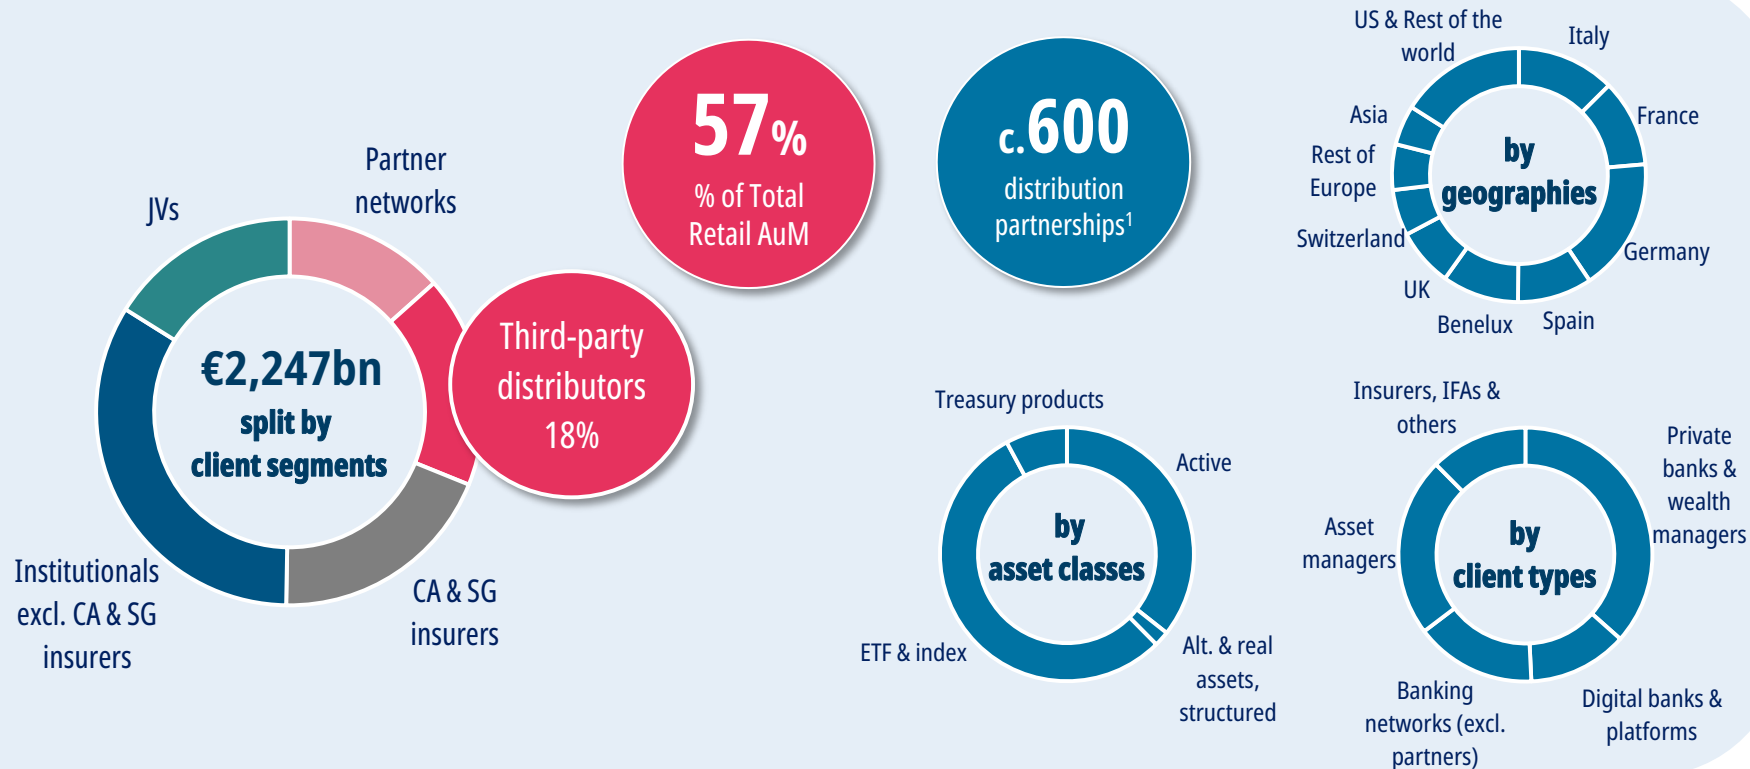 JVs
Partner
networks
€2,247bn
split by
client segments
Third-party
distributors
18%
CA & SG
insurers
Institutionals
excl. CA & SG
insurers
57%
% of Total
Retail AuM
c.600
distribution
partnerships1
US & Rest of the
world
Italy
France
Germany
Spain
Benelux
UK
Switzerland
Rest of
Europe
Asia
by
geographies
Treasury products
Active
Alt. & real
assets,
structured
ETF & index
by
asset classes
Insurers, IFAs &
others
Private
banks &
wealth
managers
Digital banks &
platforms
Banking
networks (excl.
partners)
Asset
managers
by
client types